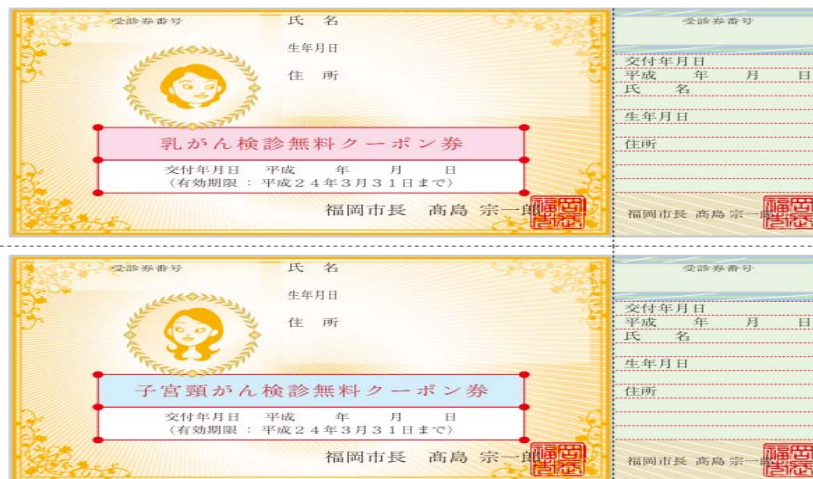 受診券番号
氏　名
生年月日
住　所
乳がん検診無料クーポン券
交付年月日　平成　　年　　月　　日
（有効期限：平成２４年３月３１日まで）
福岡市長　髙島 宗一郎
受診券番号
交付年月日
平成　　年　　月　　日
氏　　名
生年月日
住所
福岡市長 髙島 宗一郎
受診券番号
氏　名
生年月日
住　所
子宮頸がん検診無料クーポン券
交付年月日　平成　　年　　月　　日
（有効期限：平成２４年３月３１日まで）
福岡市長　髙島 宗一郎
受診券番号
交付年月日
平成　　年　　月　　日
氏　　名
生年月日
住所
福岡市長 髙島 宗一郎